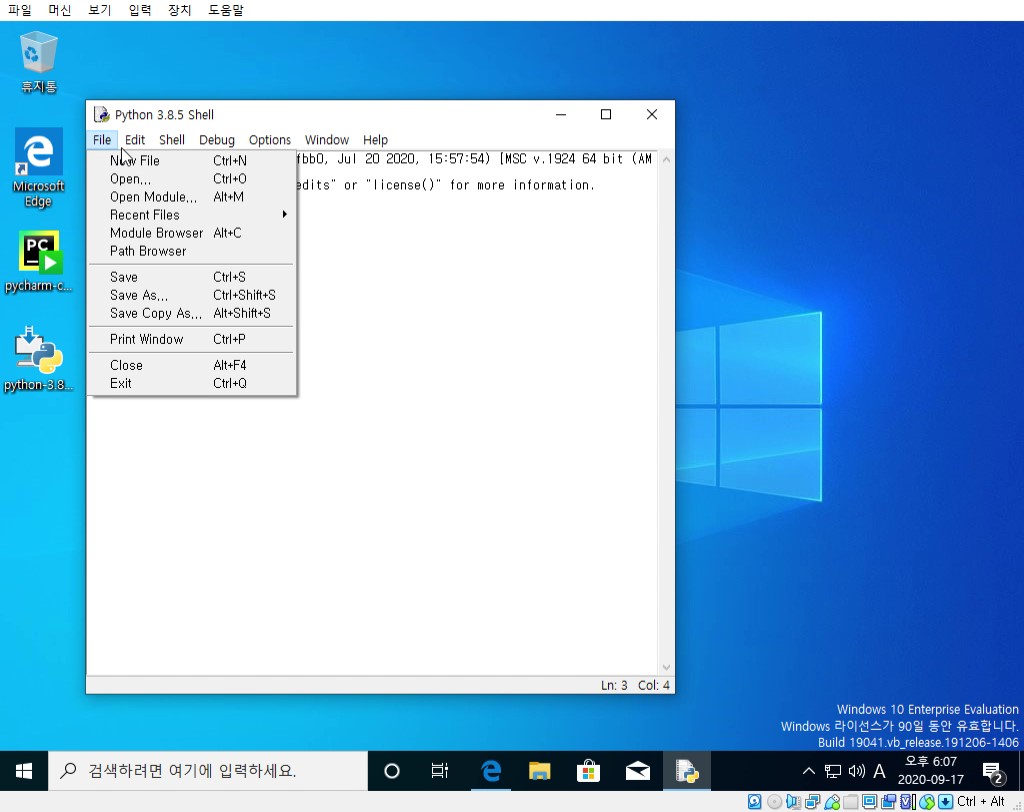 파일 머신 보기 입력 장치 도움말
휴지통
Microsoft
Edge
pycharm-c...
python-3.8...
Python 3.8.5 Shell
File Edit Shell Debug Options Window Help
fbb0, Jul 20 2020, 15:57:54) [MSC v.1924 64 bit (AM
edits" or "license()" for more information.
New File Ctrl+N
Open... Ctrl+O
Open Module... Alt+M
Recent Files
Module Browser Alt+C
Path Browser
Save Ctrl+S
Save As... Ctrl+Shift+S
Save Copy As... Alt+Shift+S
Print Window Ctrl+P
Close Alt+F4
Exit Ctrl+Q
Ln: 3 Col: 4
Windows 10 Enterprise Evaluation
Windows 라이선스가 90일 동안 유효합니다.
Build 19041.vb_release.191206-1406
검색하려면 여기에 입력하세요.
A
오후 6:07
2020-09-17
2
Ctrl + Alt